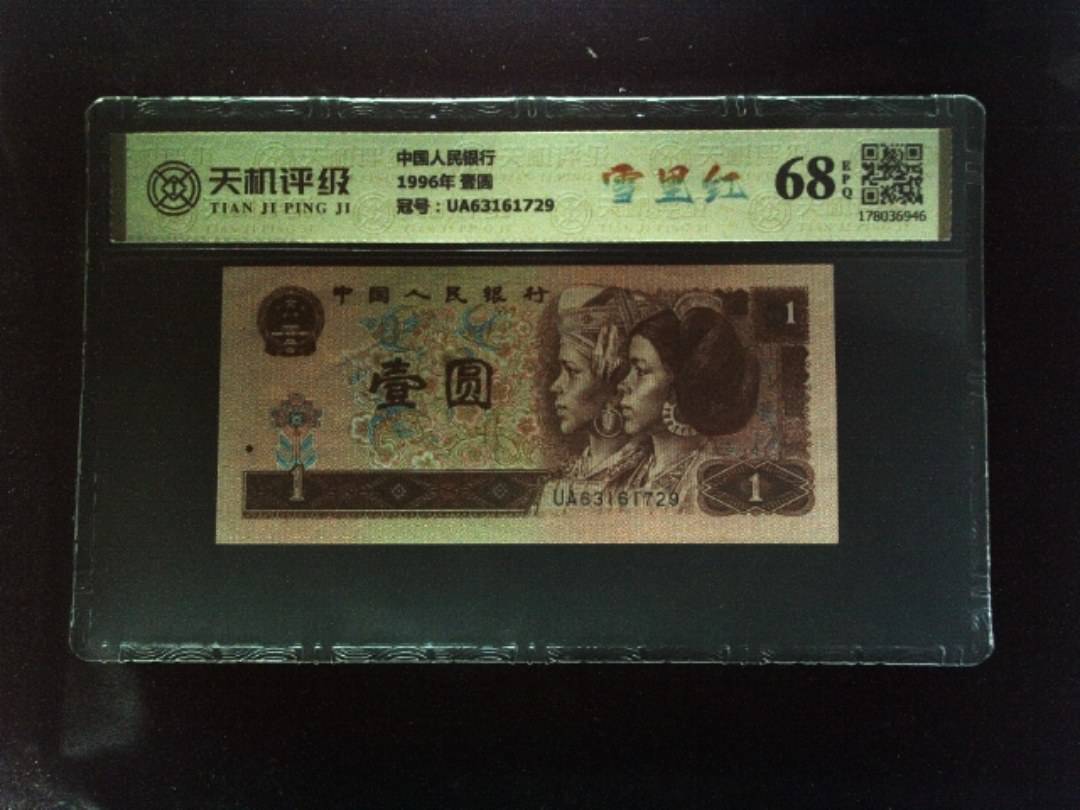 天机评级
TIAN JI PING JI
中国人民银行
1996年 壹圆
冠号：UA63161729
雪里红
68
EPQ
178036946
中国人民银行
1
壹圆
1
UA63161729
1